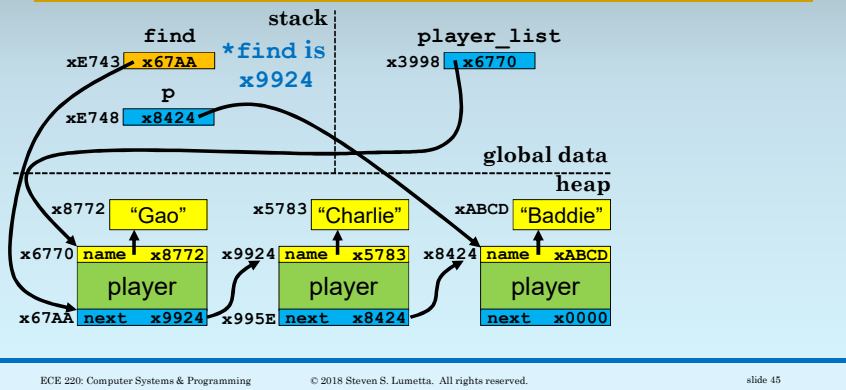 stack
find
player_list
xE743 x67AA
*find is
x9924
x3998 x6770
p
xE748 x8424
global data
heap
x8772 “Gao”
x5783 “Charlie”
xABCD “Baddie”
x6770 name x8772
x9924 name x5783
x8424 name xABCD
player
player
player
x67AA next x9924
x995E next x8424
next x0000
ECE 220: Computer Systems & Programming
© 2018 Steven S. Lumetta. All rights reserved.
slide 45